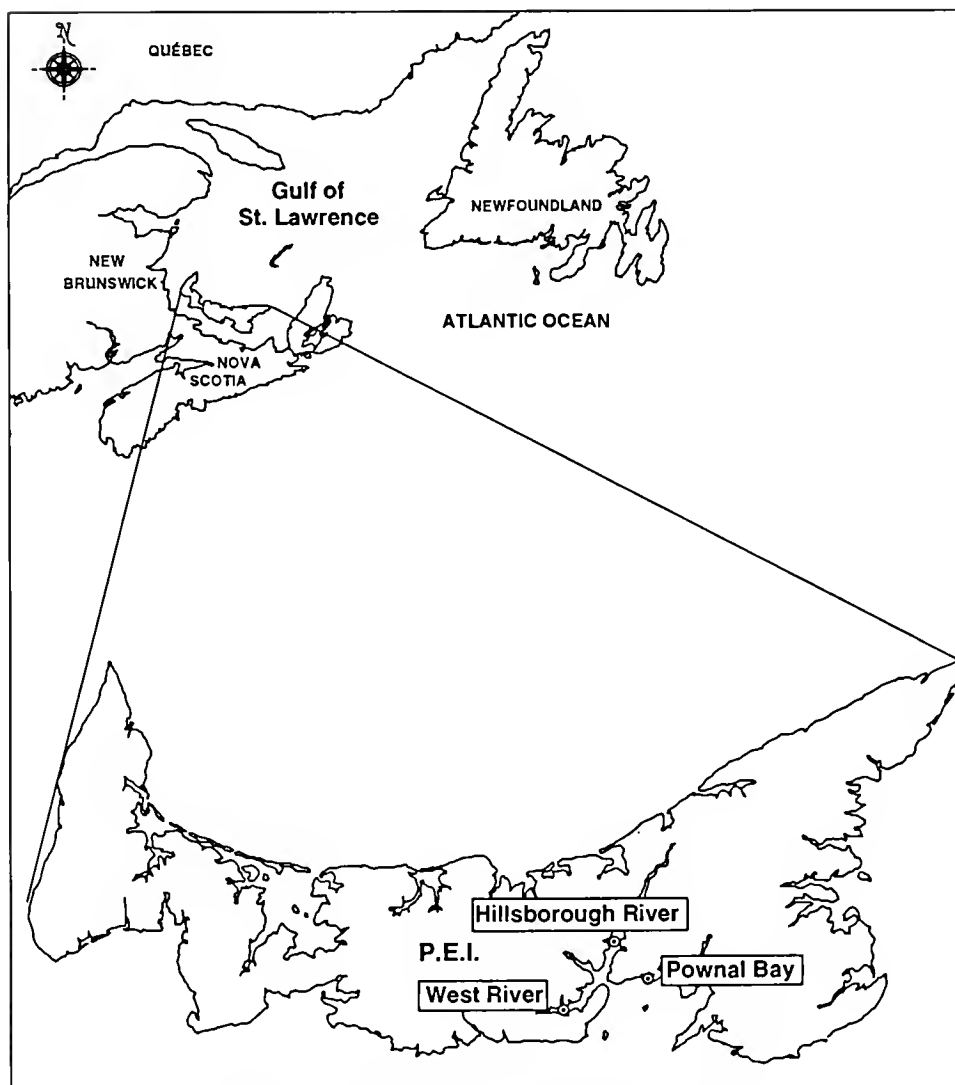 N
QUÉBEC
Gulf of
St. Lawrence
NEWFOUNDLAND
NEW
BRUNSWICK
ATLANTIC OCEAN
NOVA
SCOTIA
Hillsborough River
P.E.I.
Pownal Bay
West River